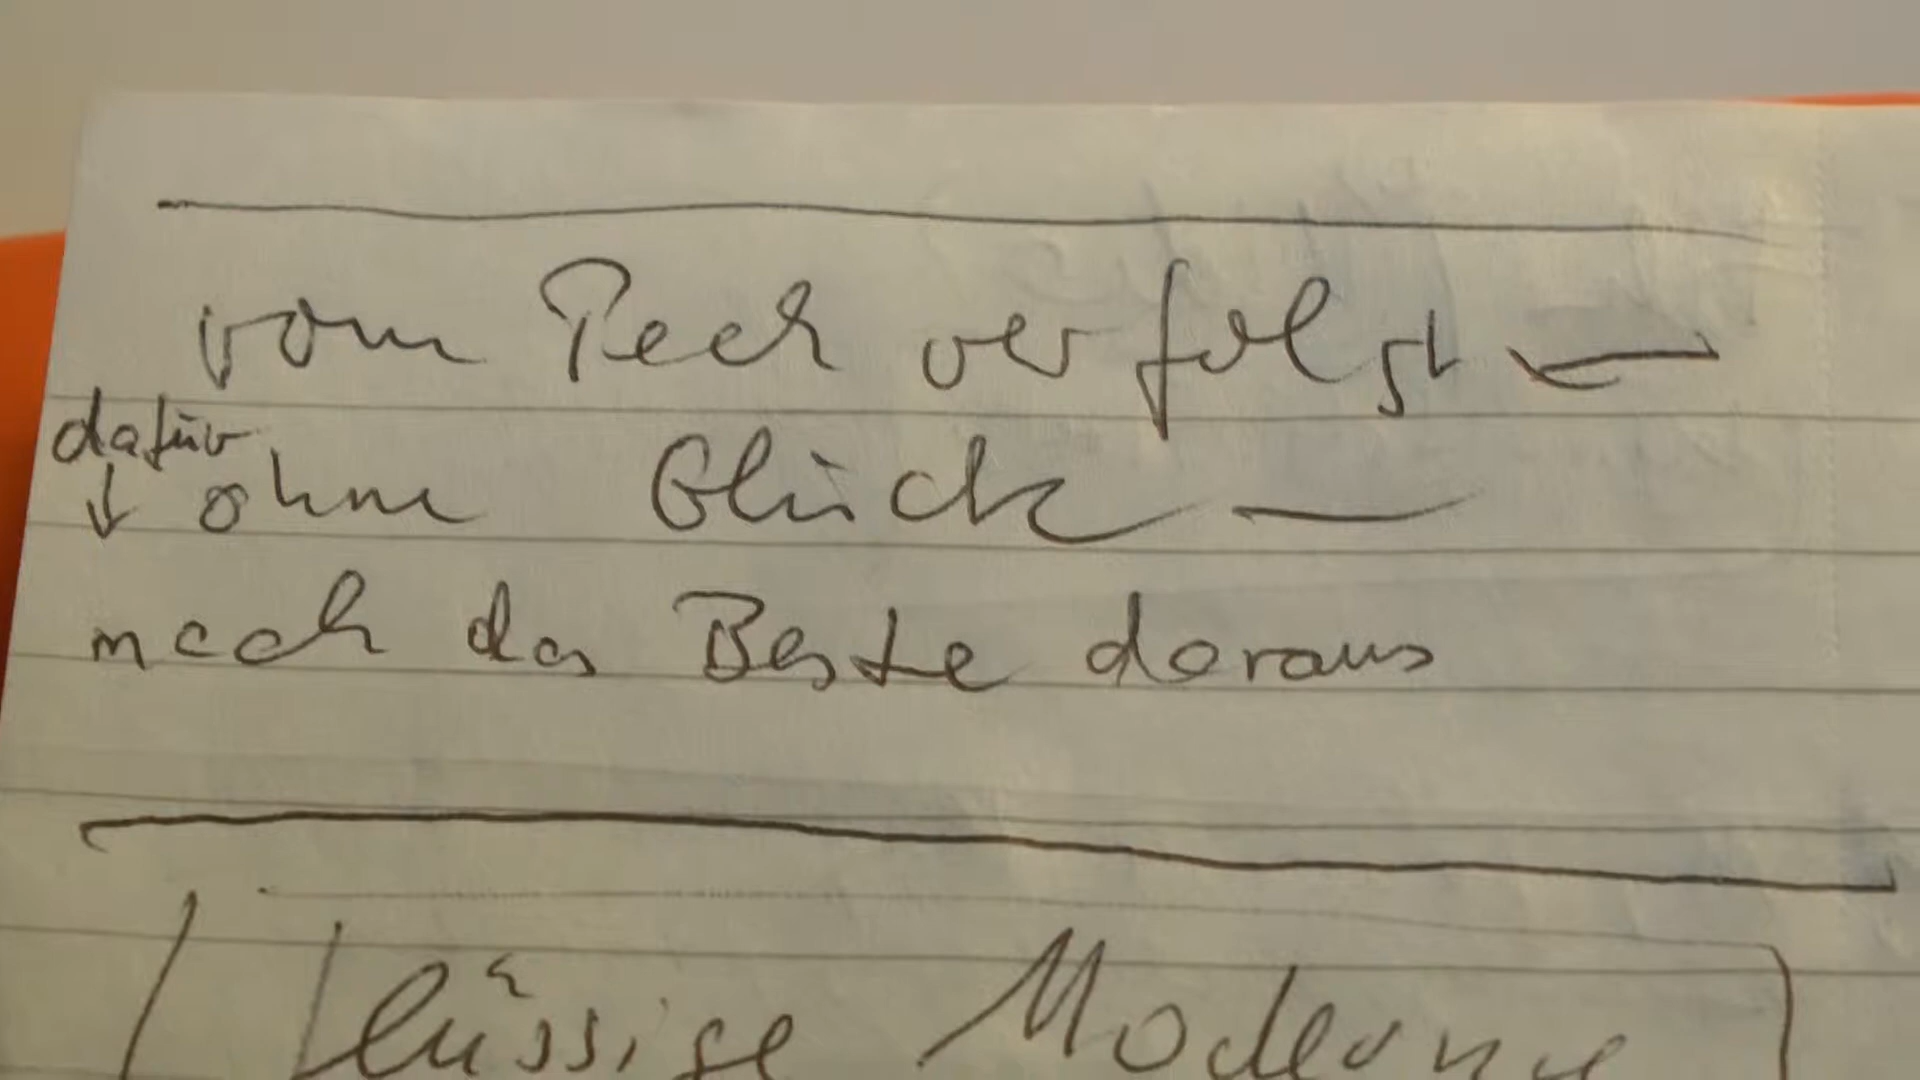 vom Pech verfolgt —
dafür
↓ ohne Glück —
mach das Beste daraus
Flüssige Moderne